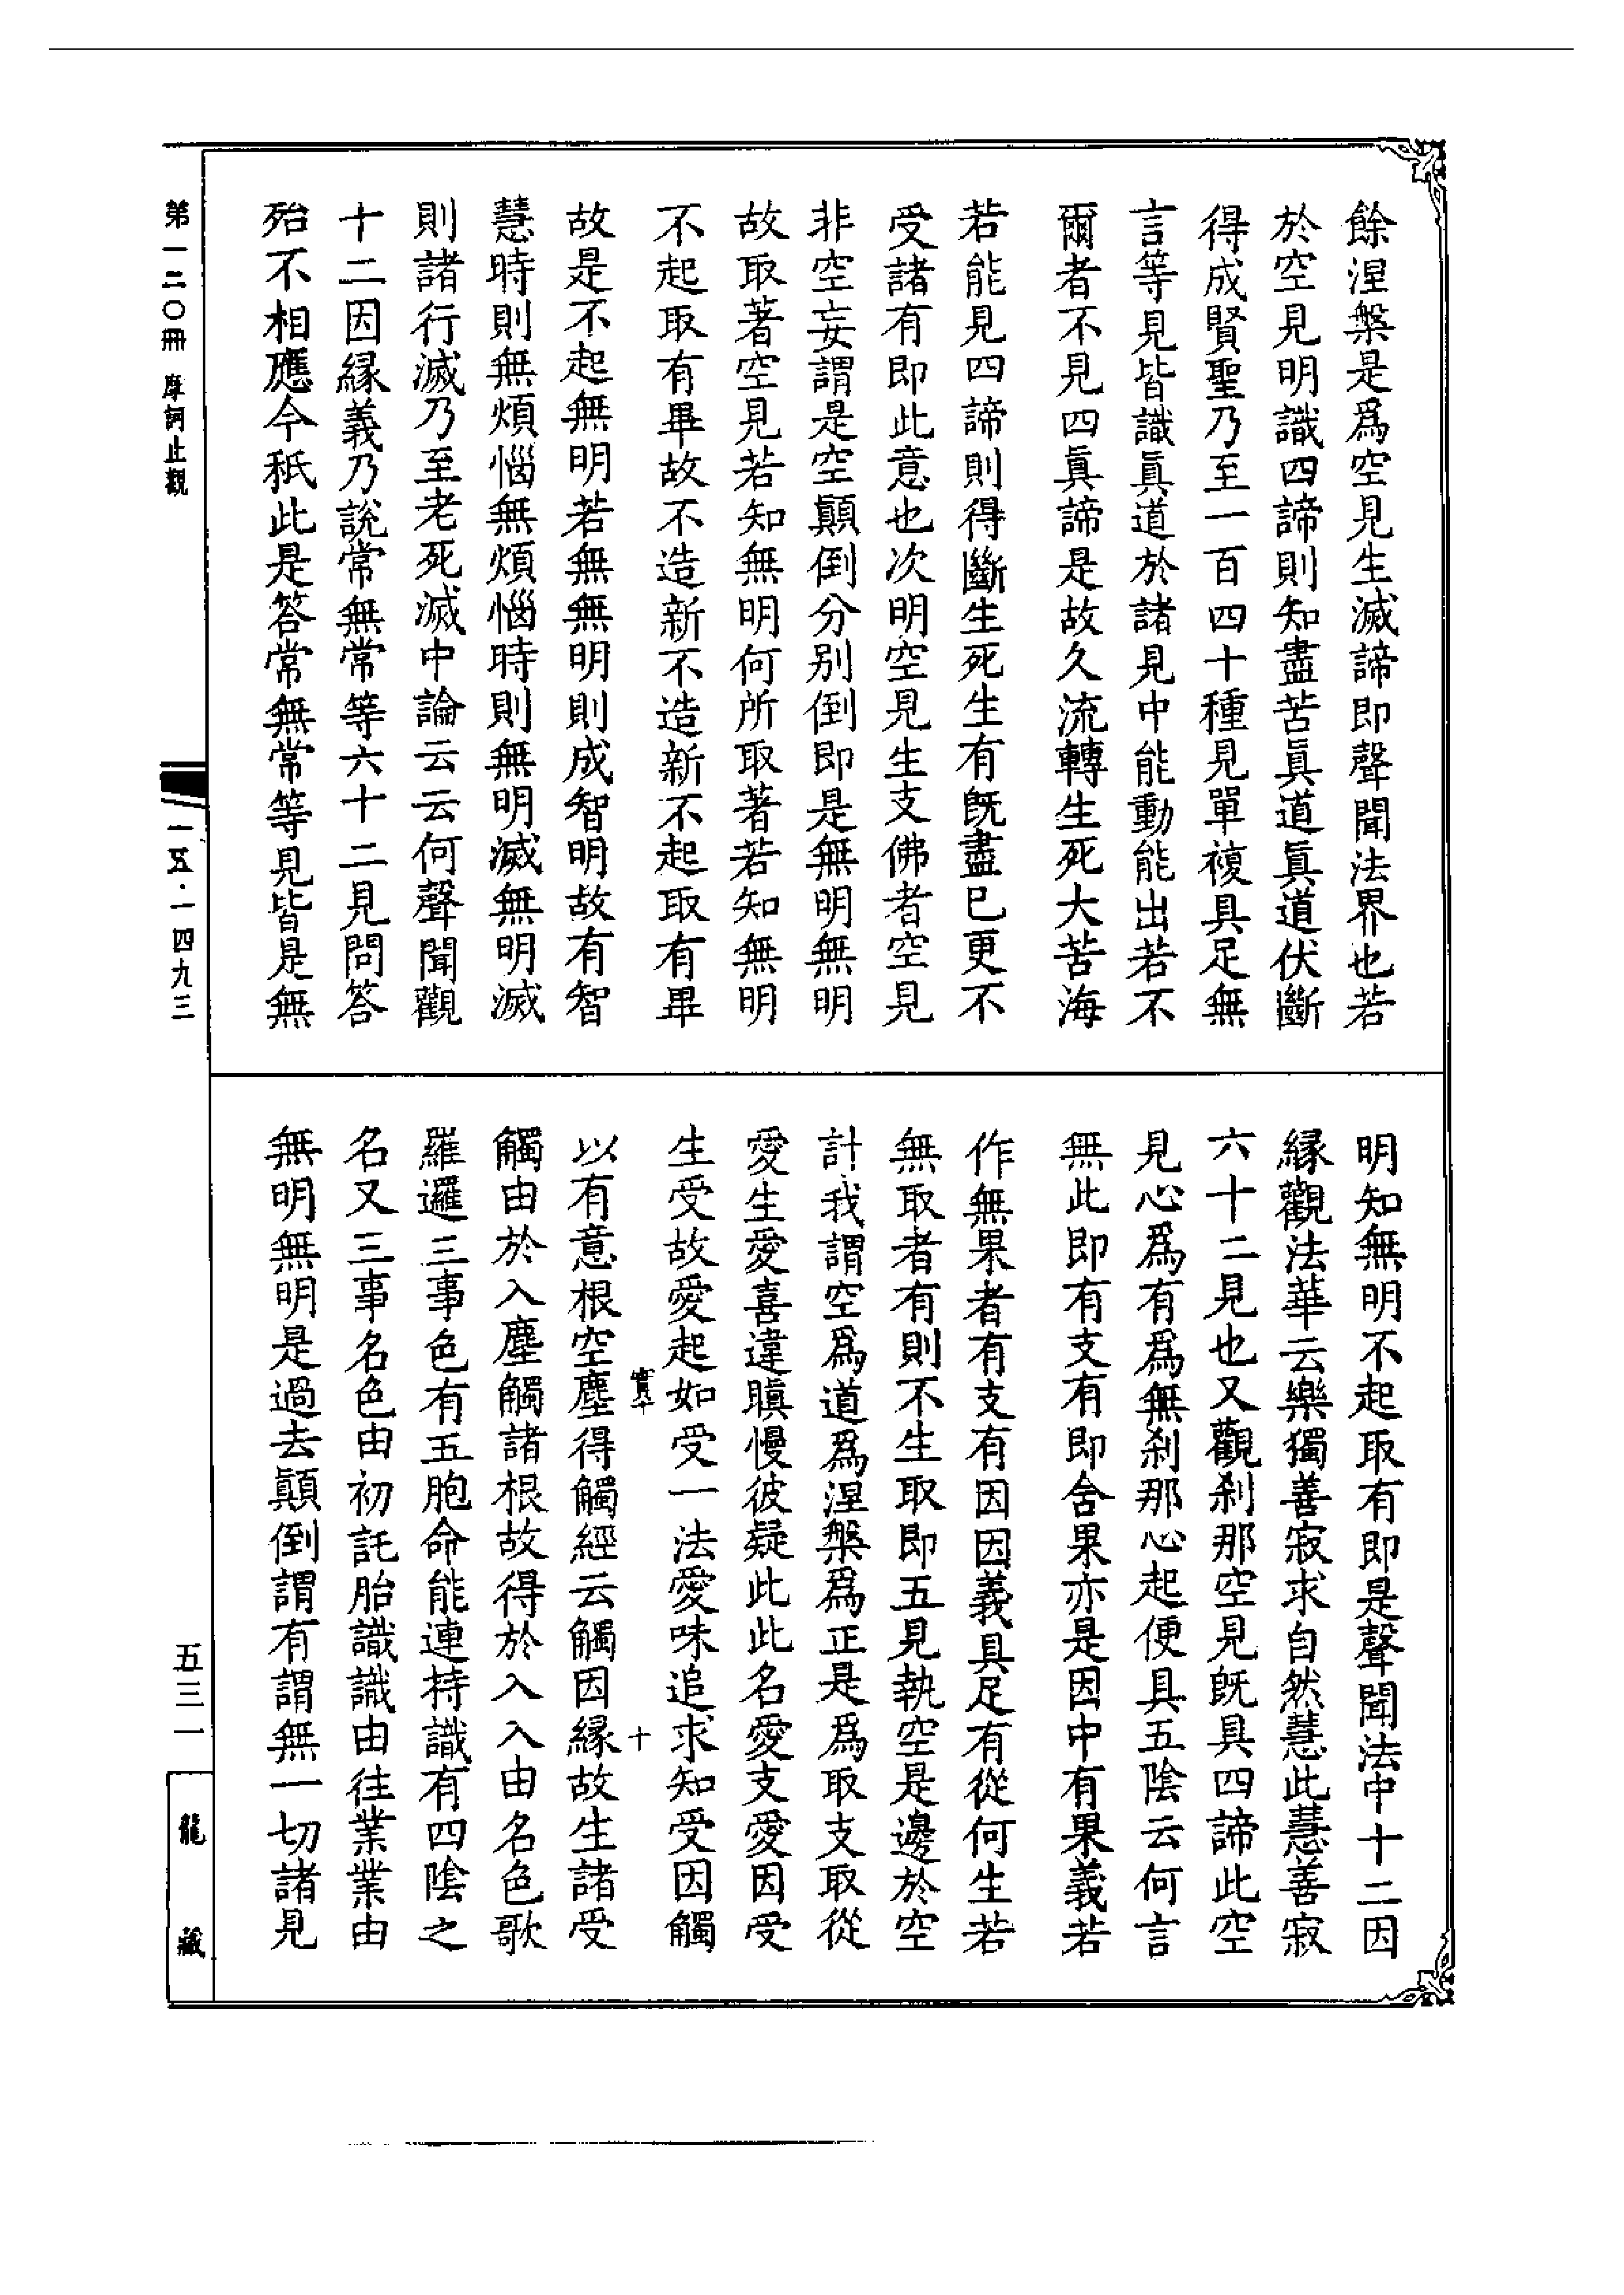 餘涅槃是爲空見生滅諦即聲聞法界也若
於空見明識四諦則知盡苦眞道眞道伏斷
得成賢聖乃至一百四十種見單複具足無
言等見皆識眞道於諸見中能動能出若不
爾者不見四眞諦是故久流轉生死大苦海
若能見四諦則得斷生死生有旣盡已更不
受諸有即此意也次明空見生支佛者空見
非空妄謂是空顚倒分別倒即是無明無明
故取著空見若知無明何所取著若知無明
不起取有畢故不造新不造新不起取有畢
故是不起無明若無無明則成智明故有智
慧時則無煩惱無煩惱時則無明滅無明滅
則諸行滅乃至老死滅中論云云何聲聞觀
十二因緣義乃說常無常等六十二見問答
殆不相應今秖此是答常無常等見皆是無
明知無明不起取有即是聲聞法中十二因
緣觀法華云樂獨善寂求自然慧此慧善寂
六十二見也又觀刹那空見旣具四諦此空
見心爲有爲無刹那心起便具五陰云何言
無此即有支有即舍果亦是因中有果義若
作無果者有支有因因義具足有從何生若
無取者有則不生取即五見執空是邊於空
計我謂空爲道爲涅槃爲正是爲取支取從
愛生愛喜違瞋慢彼疑此此名愛支愛因受
生受故愛起如受一法愛味追求知受因觸
以有意根空塵得觸經云觸因緣故生諸受
觸由於入塵觸諸根故得於入入由名色歌
羅邏三事色有五胞命能連持識有四陰之
名又三事名色由初託胎識識由往業業由
無明無明是過去顚倒謂有謂無一切諸見
十
第一二〇冊 摩訶止觀
一五·一四九三
五三一
龍藏